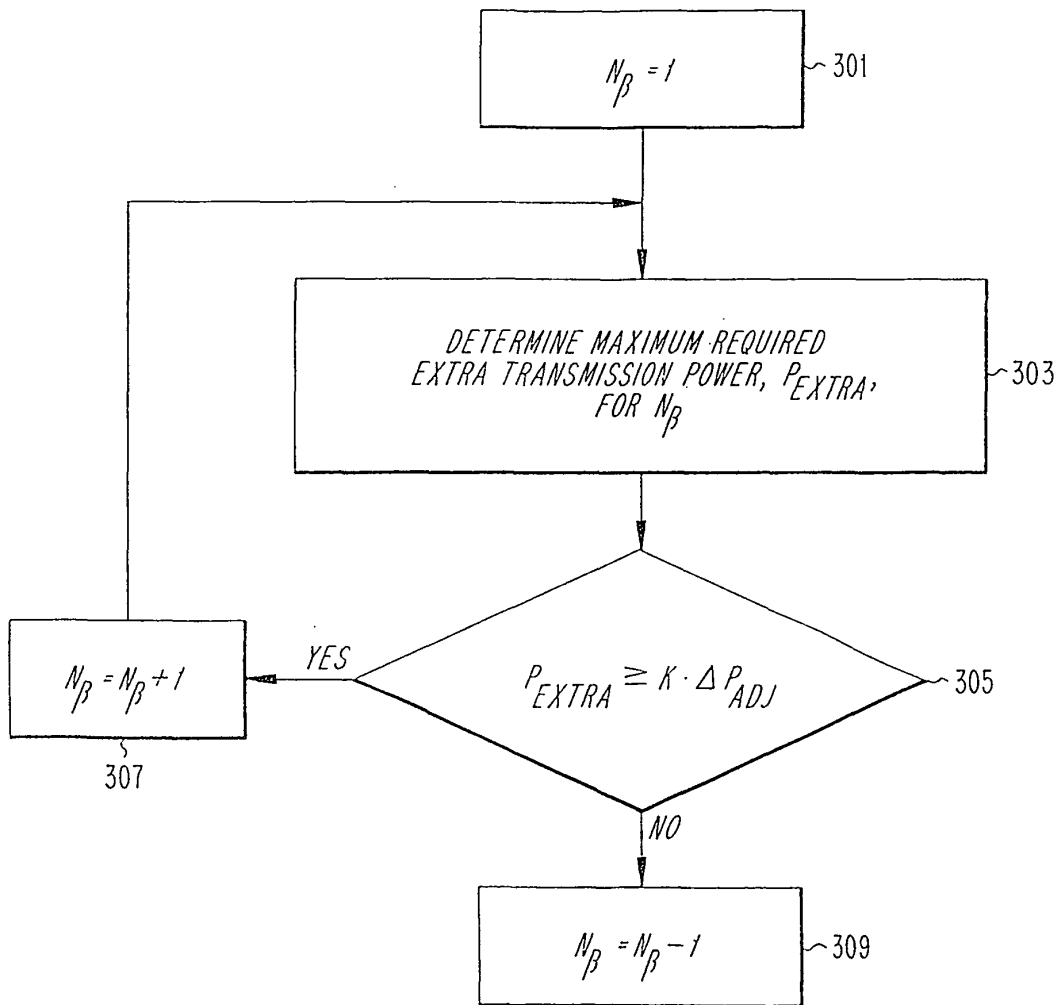 N_β = 1
301
DETERMINE MAXIMUM REQUIRED
EXTRA TRANSMISSION POWER, P_EXTRA,
FOR N_β
303
P_EXTRA ≧ K · Δ P_ADJ
305
YES
N_β = N_β + 1
307
NO
N_β = N_β − 1
309